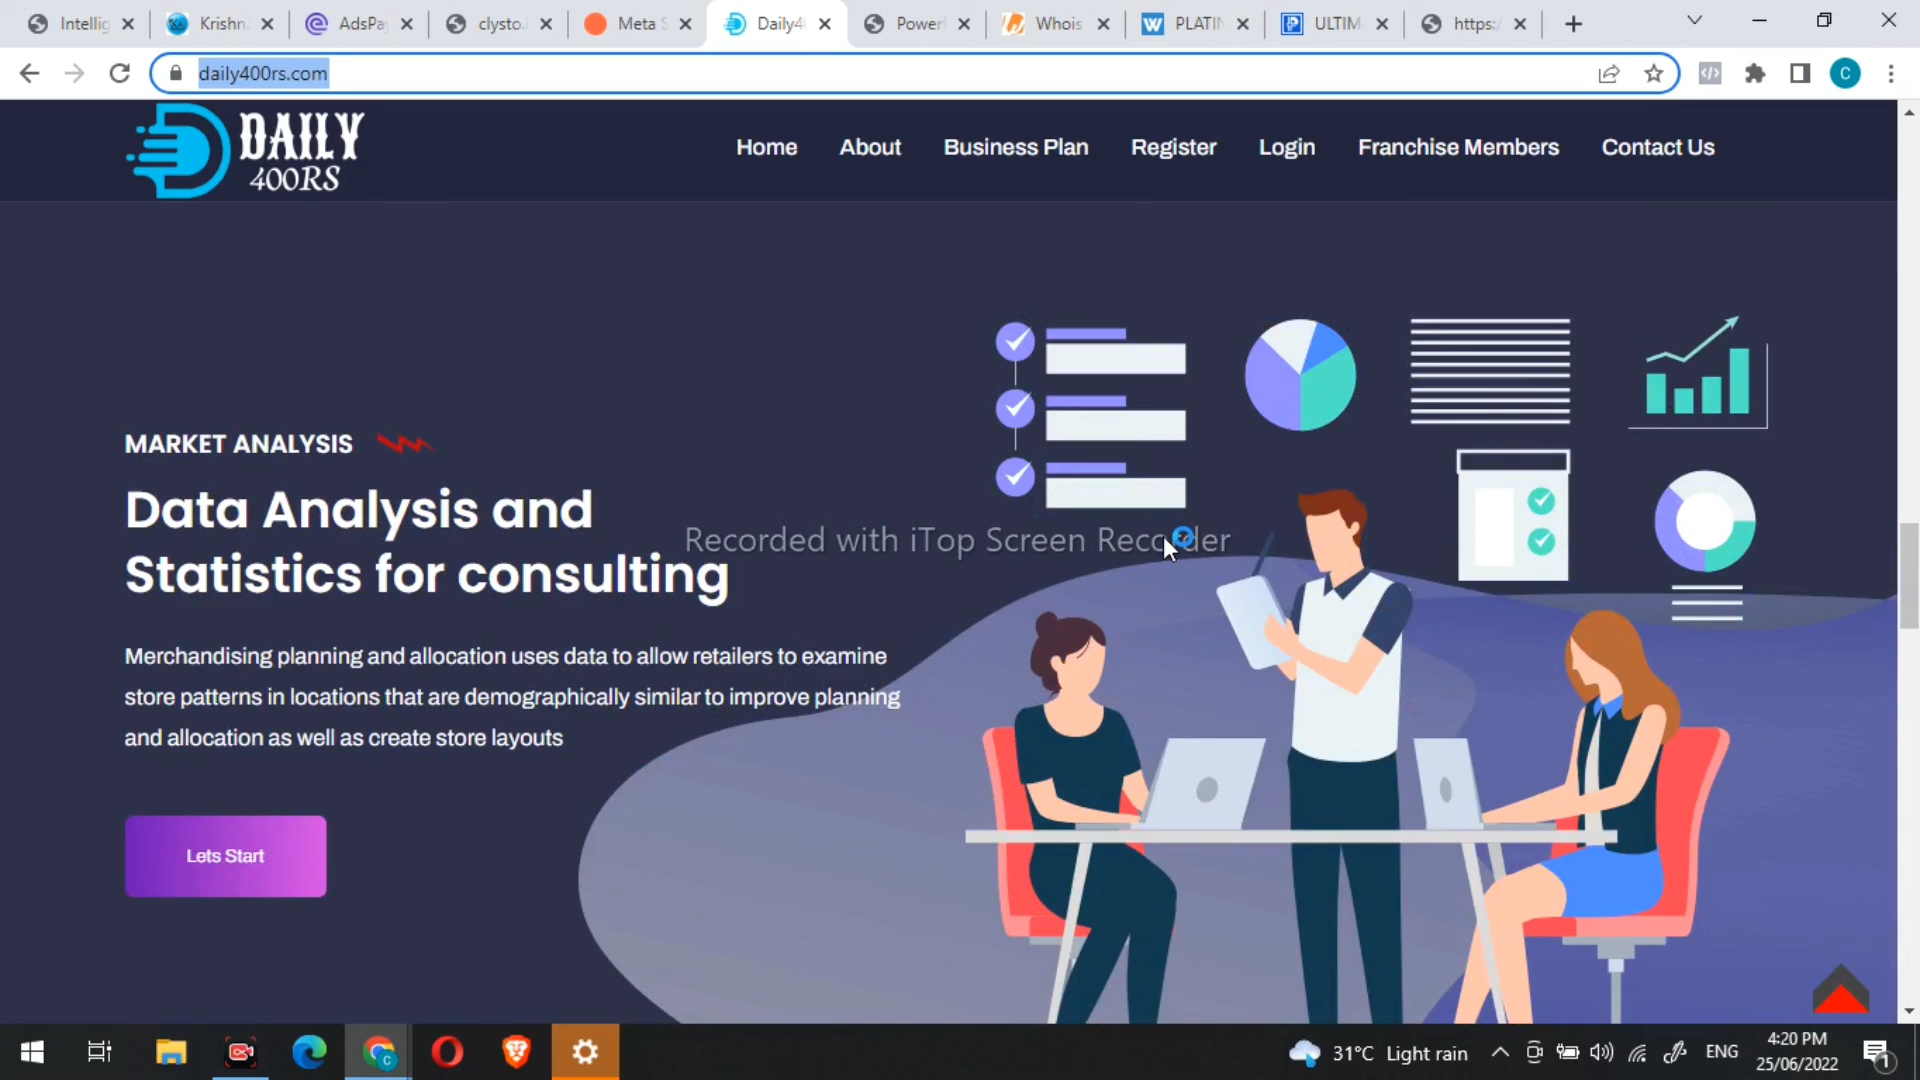 Intellig
Krishna
AdsPay
clysto.i
Meta S
Daily4
Power
Whois
PLATIN
ULTIM
https:/
daily400rs.com
C
DAILY
400RS
Home
About
Business Plan
Register
Login
Franchise Members
Contact Us
MARKET ANALYSIS
Data Analysis and
Statistics for consulting
Recorded with iTop Screen Recorder
Merchandising planning and allocation uses data to allow retailers to examine
store patterns in locations that are demographically similar to improve planning
and allocation as well as create store layouts
Lets Start
31°C Light rain
ENG
4:20 PM
25/06/2022
1